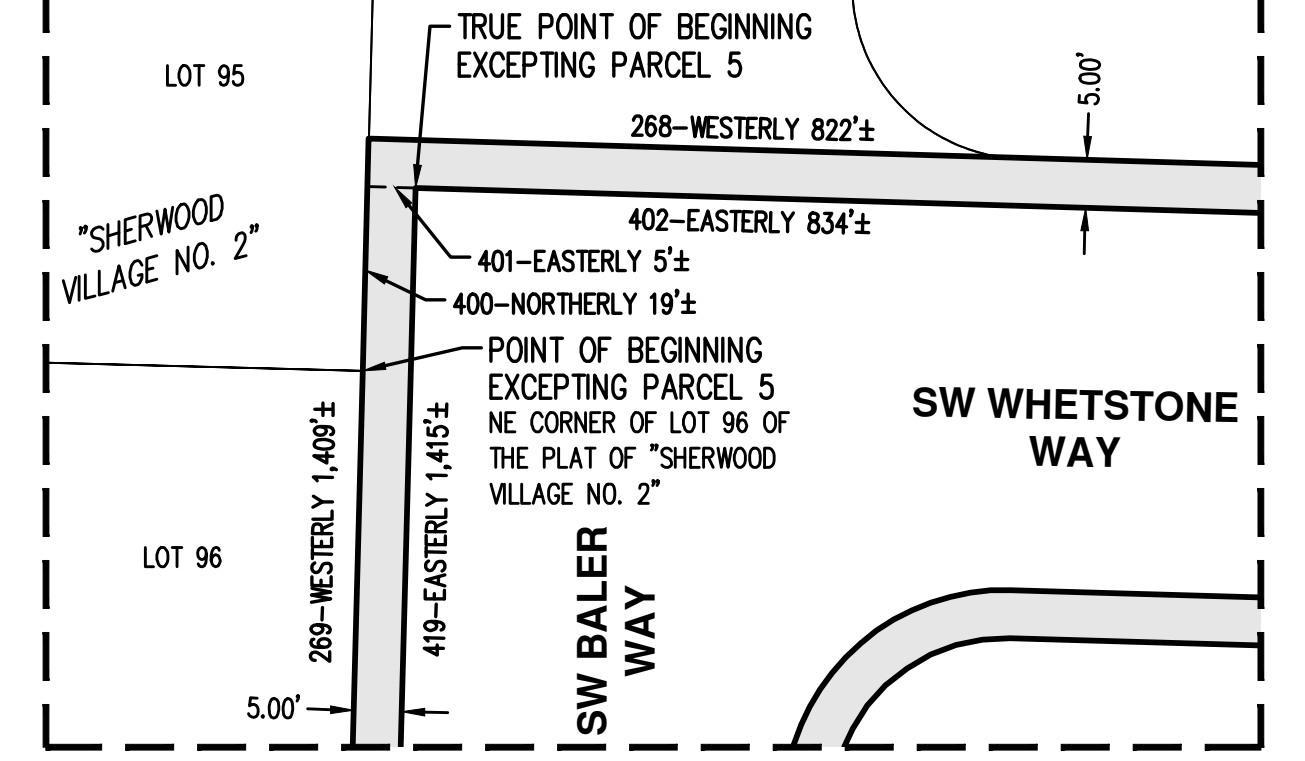 TRUE POINT OF BEGINNING
EXCEPTING PARCEL 5
LOT 95
5.00'
268–WESTERLY 822'±
402–EASTERLY 834'±
"SHERWOOD
VILLAGE NO. 2"
401–EASTERLY 5'±
400–NORTHERLY 19'±
POINT OF BEGINNING
EXCEPTING PARCEL 5
NE CORNER OF LOT 96 OF
THE PLAT OF "SHERWOOD
VILLAGE NO. 2"
SW WHETSTONE
WAY
269–WESTERLY 1,409'±
419–EASTERLY 1,415'±
LOT 96
SW BALER
WAY
5.00'